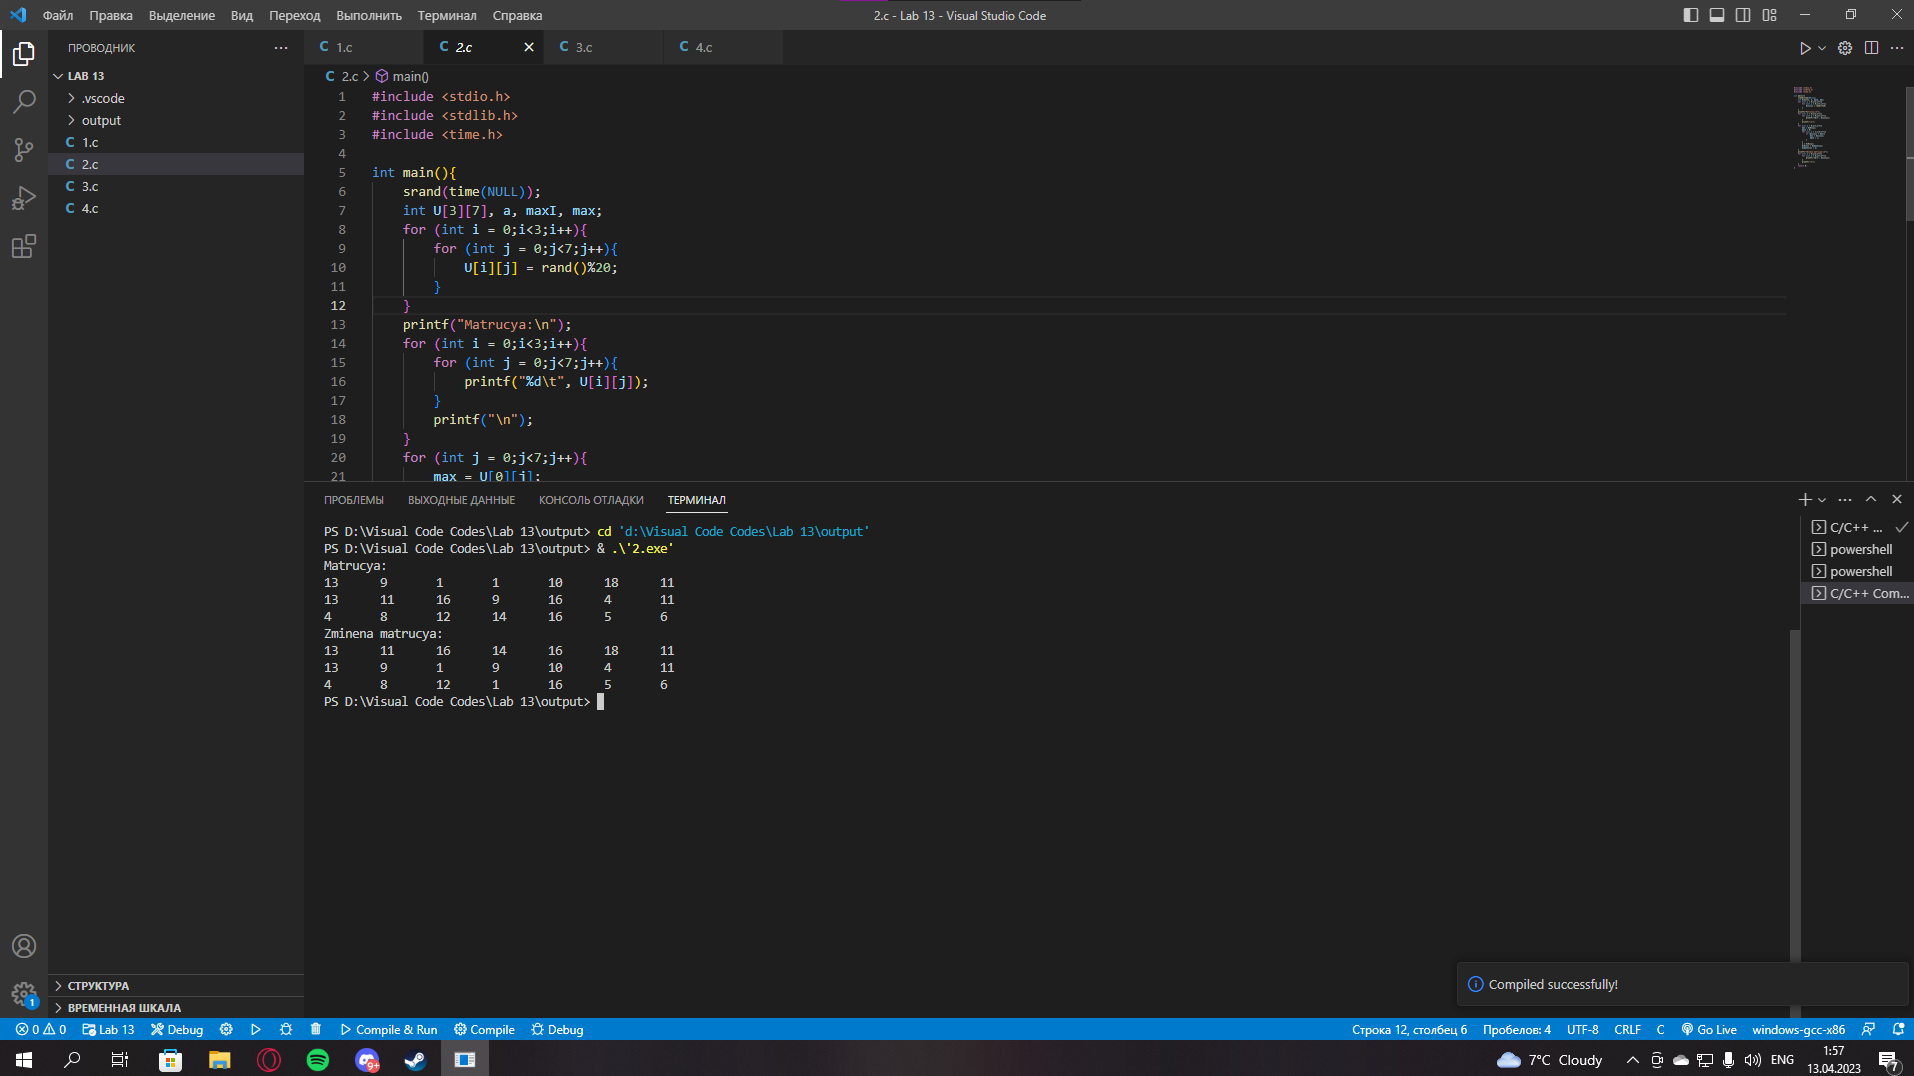 Файл Правка Выделение Вид Переход Выполнить Терминал Справка
2.c - Lab 13 - Visual Studio Code
ПРОВОДНИК
LAB 13
.vscode
output
C 1.c
C 2.c
C 3.c
C 4.c
СТРУКТУРА
ВРЕМЕННАЯ ШКАЛА
C 1.c C 2.c C 3.c C 4.c
C 2.c > main()
1 #include <stdio.h>
2 #include <stdlib.h>
3 #include <time.h>
4
5 int main(){
6 srand(time(NULL));
7 int U[3][7], a, maxI, max;
8 for (int i = 0;i<3;i++){
9 for (int j = 0;j<7;j++){
10 U[i][j] = rand()%20;
11 }
12 }
13 printf("Matrucya:\n");
14 for (int i = 0;i<3;i++){
15 for (int j = 0;j<7;j++){
16 printf("%d\t", U[i][j]);
17 }
18 printf("\n");
19 }
20 for (int j = 0;j<7;j++){
21 max = U[0][j];
ПРОБЛЕМЫ ВЫХОДНЫЕ ДАННЫЕ КОНСОЛЬ ОТЛАДКИ ТЕРМИНАЛ
PS D:\Visual Code Codes\Lab 13\output> cd 'd:\Visual Code Codes\Lab 13\output'
PS D:\Visual Code Codes\Lab 13\output> & .\'2.exe'
Matrucya:
13 9 1 1 10 18 11
13 11 16 9 16 4 11
4 8 12 14 16 5 6
Zminena matrucya:
13 11 16 14 16 18 11
13 9 1 9 10 4 11
4 8 12 1 16 5 6
PS D:\Visual Code Codes\Lab 13\output>
C/C++ ...
powershell
powershell
C/C++ Com...
Compiled successfully!
1
0 0 Lab 13 Debug Compile & Run Compile Debug
Строка 12, столбец 6 Пробелов: 4 UTF-8 CRLF C Go Live windows-gcc-x86
9+
7°C Cloudy ENG
1:57
13.04.2023
7